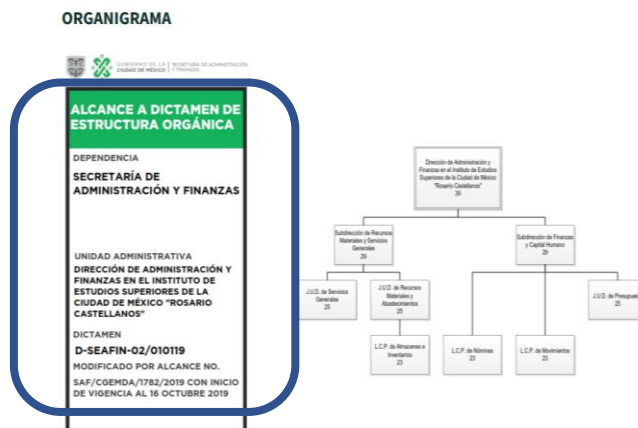 ORGANIGRAMA
GOBIERNO DE LA
CIUDAD DE MÉXICO
SECRETARÍA DE ADMINISTRACIÓN
Y FINANZAS
ALCANCE A DICTAMEN DE
ESTRUCTURA ORGÁNICA
DEPENDENCIA
SECRETARÍA DE
ADMINISTRACIÓN Y FINANZAS
UNIDAD ADMINISTRATIVA
DIRECCIÓN DE ADMINISTRACIÓN Y
FINANZAS EN EL INSTITUTO DE
ESTUDIOS SUPERIORES DE LA
CIUDAD DE MÉXICO "ROSARIO
CASTELLANOS"
DICTAMEN
D-SEAFIN-02/010119
MODIFICADO POR ALCANCE NO.
SAF/CGEMDA/1782/2019 CON INICIO
DE VIGENCIA AL 16 OCTUBRE 2019
Dirección de Administración y
Finanzas en el Instituto de Estudios
Superiores de la Ciudad de México
"Rosario Castellanos"
39
Subdirección de Recursos
Materiales y Servicios
Generales
29
Subdirección de Finanzas
y Capital Humano
29
J.U.D. de Servicios
Generales
25
J.U.D. de Recursos
Materiales y
Abastecimientos
25
J.U.D. de Presupues
25
L.C.P. de Almacenes e
Inventarios
23
L.C.P. de Nóminas
23
L.C.P. de Movimientos
23